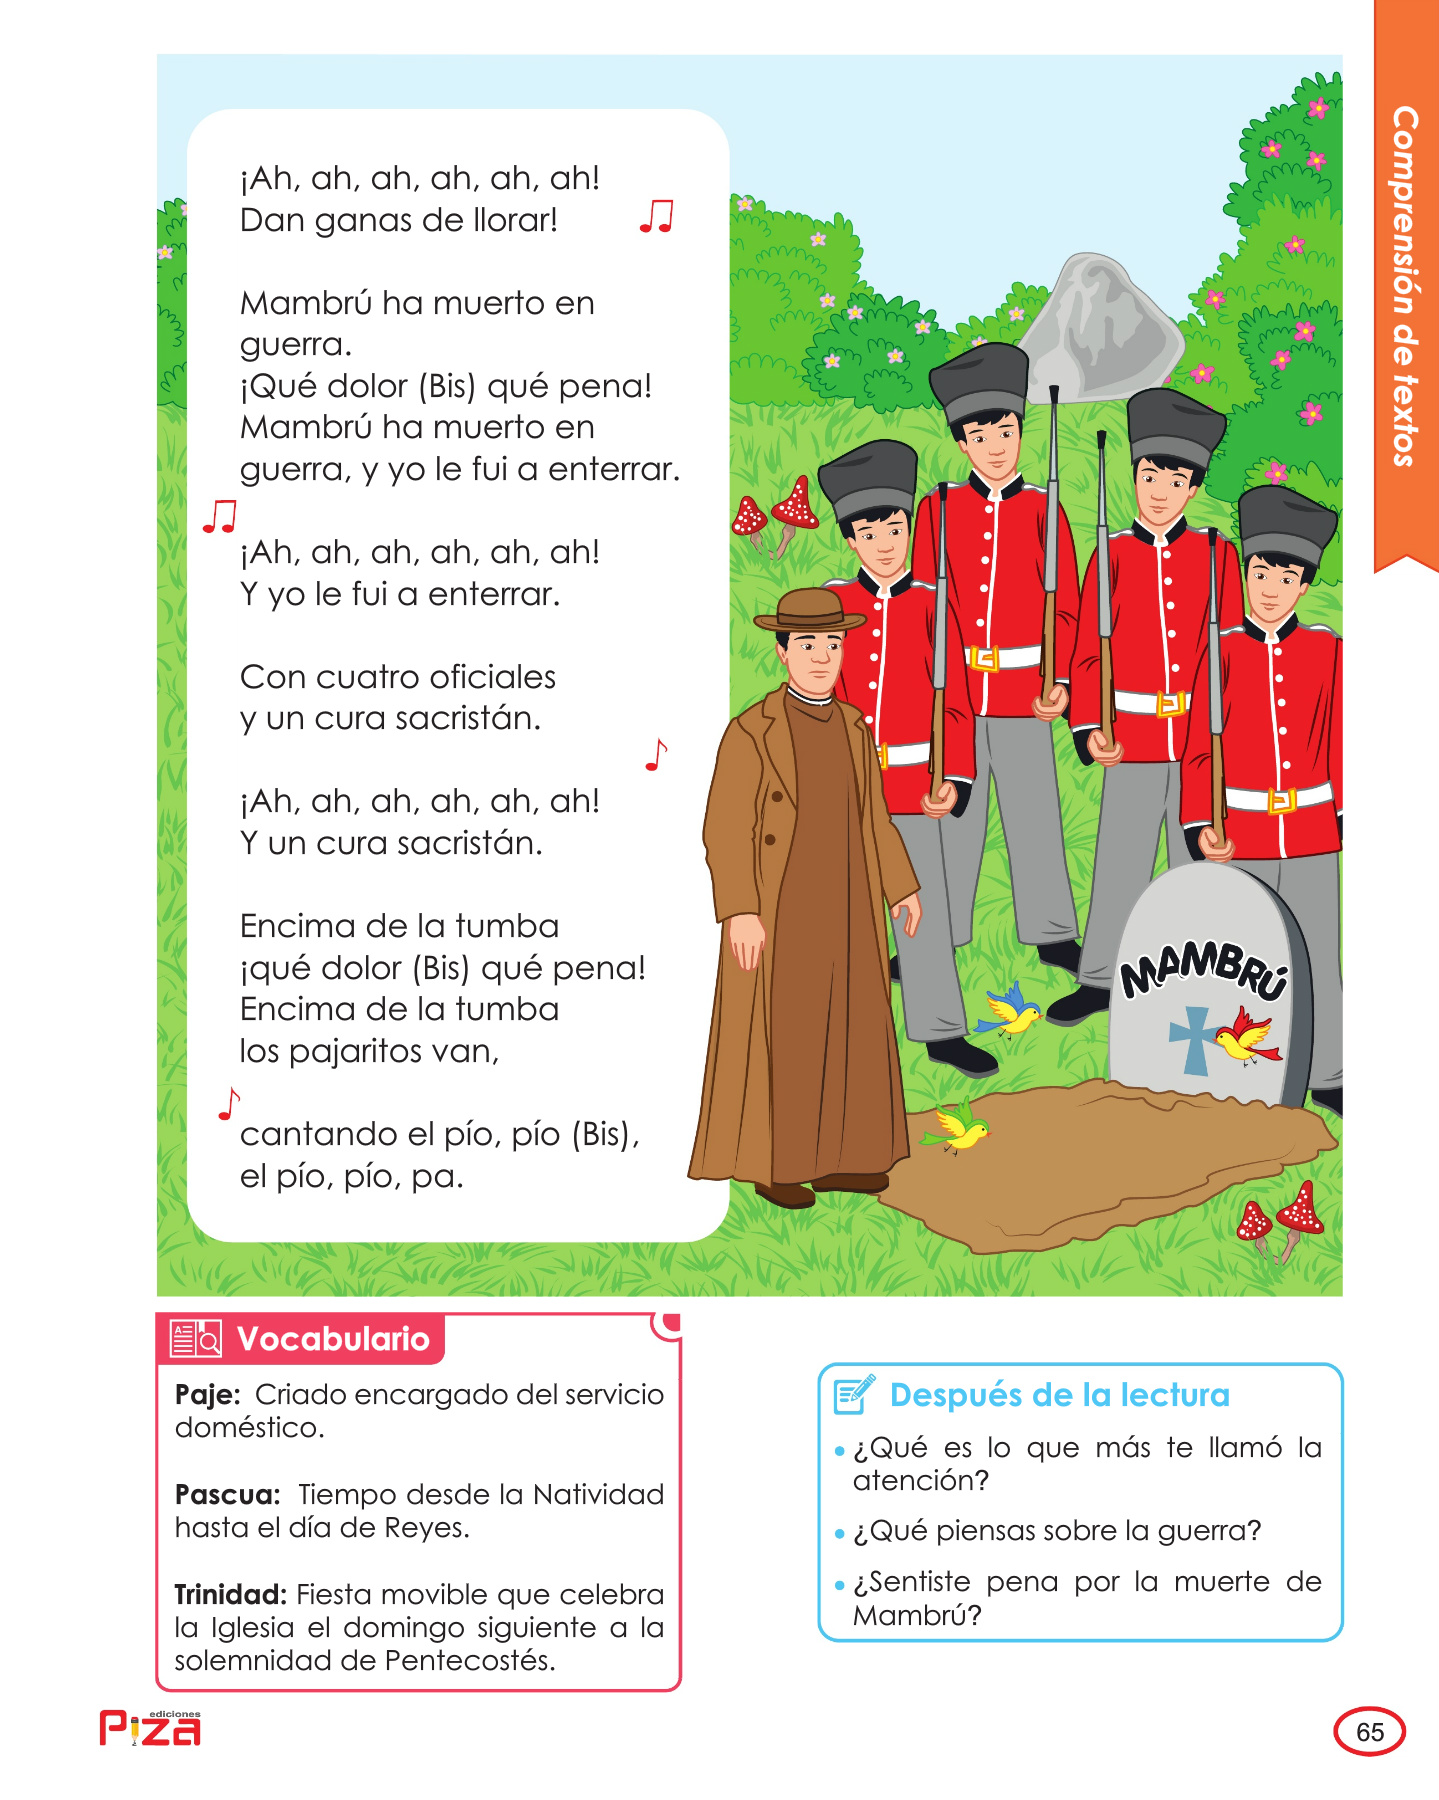 Comprensión de textos
¡Ah, ah, ah, ah, ah, ah!
Dan ganas de llorar!
Mambrú ha muerto en
guerra.
¡Qué dolor (Bis) qué pena!
Mambrú ha muerto en
guerra, y yo le fui a enterrar.
¡Ah, ah, ah, ah, ah, ah!
Y yo le fui a enterrar.
Con cuatro oficiales
y un cura sacristán.
¡Ah, ah, ah, ah, ah, ah!
Y un cura sacristán.
Encima de la tumba
¡qué dolor (Bis) qué pena!
Encima de la tumba
los pajaritos van,
cantando el pío, pío (Bis),
el pío, pío, pa.
MAMBRÚ
Vocabulario
Paje: Criado encargado del servicio
doméstico.
Pascua: Tiempo desde la Natividad
hasta el día de Reyes.
Trinidad: Fiesta movible que celebra
la Iglesia el domingo siguiente a la
solemnidad de Pentecostés.
Después de la lectura
• ¿Qué es lo que más te llamó la
atención?
• ¿Qué piensas sobre la guerra?
• ¿Sentiste pena por la muerte de
Mambrú?
ediciones
Piza
65